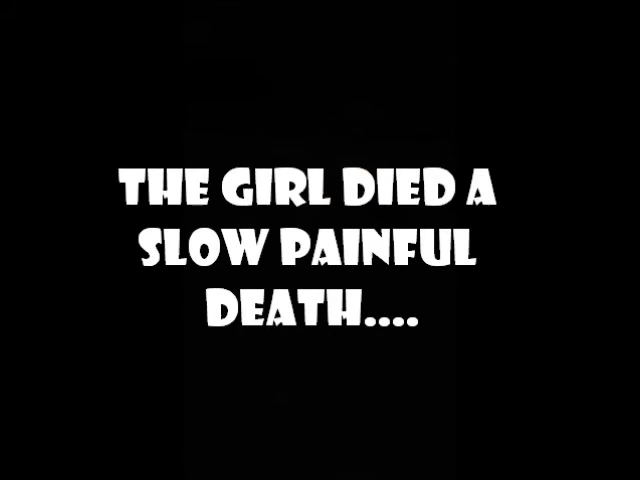 THE GIRL DIED A
SLOW PAINFUL
DEATH....